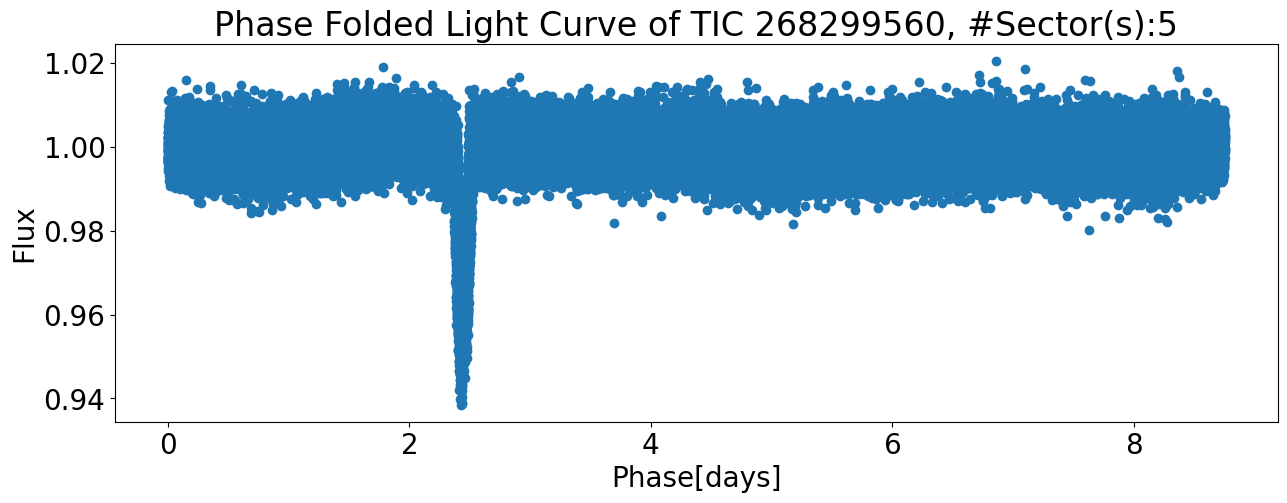 Phase Folded Light Curve of TIC 268299560, #Sector(s):5
1.02
1.00
0.98
0.96
0.94
Flux
0 2 4 6 8
Phase[days]